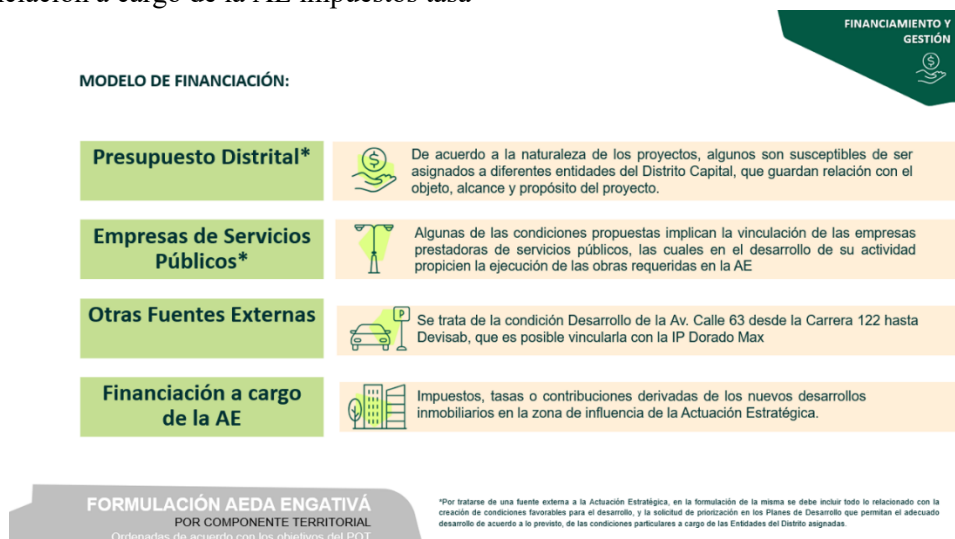 a cargo de la AE impuestos tasa
FINANCIAMIENTO Y
GESTIÓN
MODELO DE FINANCIACIÓN:
Presupuesto Distrital*
De acuerdo a la naturaleza de los proyectos, algunos son susceptibles de ser
asignados a diferentes entidades del Distrito Capital, que guardan relación con el
objeto, alcance y propósito del proyecto.
Empresas de Servicios
Públicos*
Algunas de las condiciones propuestas implican la vinculación de las empresas
prestadoras de servicios públicos, las cuales en el desarrollo de su actividad
propicien la ejecución de las obras requeridas en la AE
Otras Fuentes Externas
P
Se trata de la condición Desarrollo de la Av. Calle 63 desde la Carrera 122 hasta
Devisab, que es posible vincularla con la IP Dorado Max
Financiación a cargo
de la AE
Impuestos, tasas o contribuciones derivadas de los nuevos desarrollos
inmobiliarios en la zona de influencia de la Actuación Estratégica.
FORMULACIÓN AEDA ENGATIVÁ
POR COMPONENTE TERRITORIAL
Ordenadas de acuerdo con los objetivos del POT
*Por tratarse de una fuente externa a la Actuación Estratégica, en la formulación de la misma se debe incluir todo lo relacionado con la
creación de condiciones favorables para el desarrollo, y la solicitud de priorización en los Planes de Desarrollo que permitan el adecuado
desarrollo de acuerdo a lo previsto, de las condiciones particulares a cargo de las Entidades del Distrito asignadas.